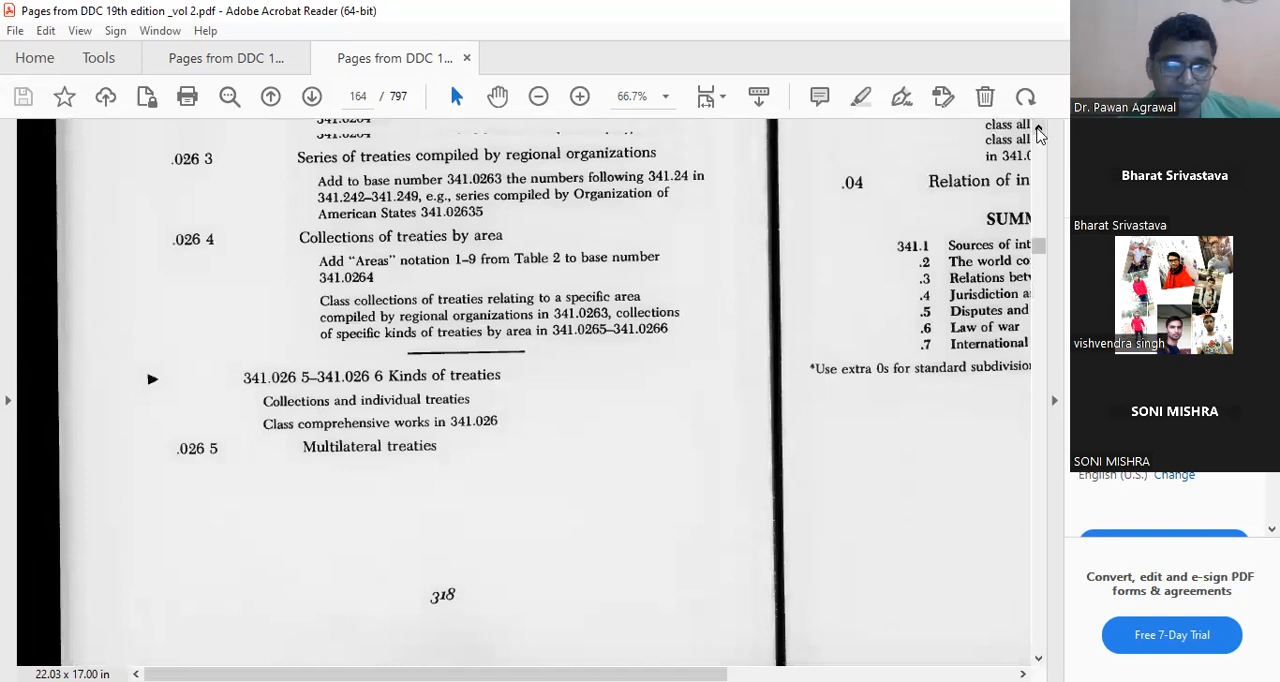 Pages from DDC 19th edition _vol 2.pdf - Adobe Acrobat Reader (64-bit)
File Edit View Sign Window Help
Home Tools Pages from DDC 1... Pages from DDC 1... ×
164 / 797 66.7%
.026 3 Series of treaties compiled by regional organizations
Add to base number 341.0263 the numbers following 341.24 in
341.242–341.249, e.g., series compiled by Organization of
American States 341.02635
.026 4 Collections of treaties by area
Add "Areas" notation 1–9 from Table 2 to base number
341.0264
Class collections of treaties relating to a specific area
compiled by regional organizations in 341.0263, collections
of specific kinds of treaties by area in 341.0265–341.0266
341.026 5–341.026 6 Kinds of treaties
Collections and individual treaties
Class comprehensive works in 341.026
.026 5 Multilateral treaties
318
class all
class all
in 341.0
.04 Relation of in
SUMM
341.1 Sources of int
.2 The world co
.3 Relations betw
.4 Jurisdiction a
.5 Disputes and
.6 Law of war
.7 International
*Use extra 0s for standard subdivision
22.03 x 17.00 in
Dr. Pawan Agrawal
Bharat Srivastava
Bharat Srivastava
vishvendra singh
SONI MISHRA
SONI MISHRA
English (U.S.) Change
Convert, edit and e-sign PDF
forms & agreements
Free 7-Day Trial